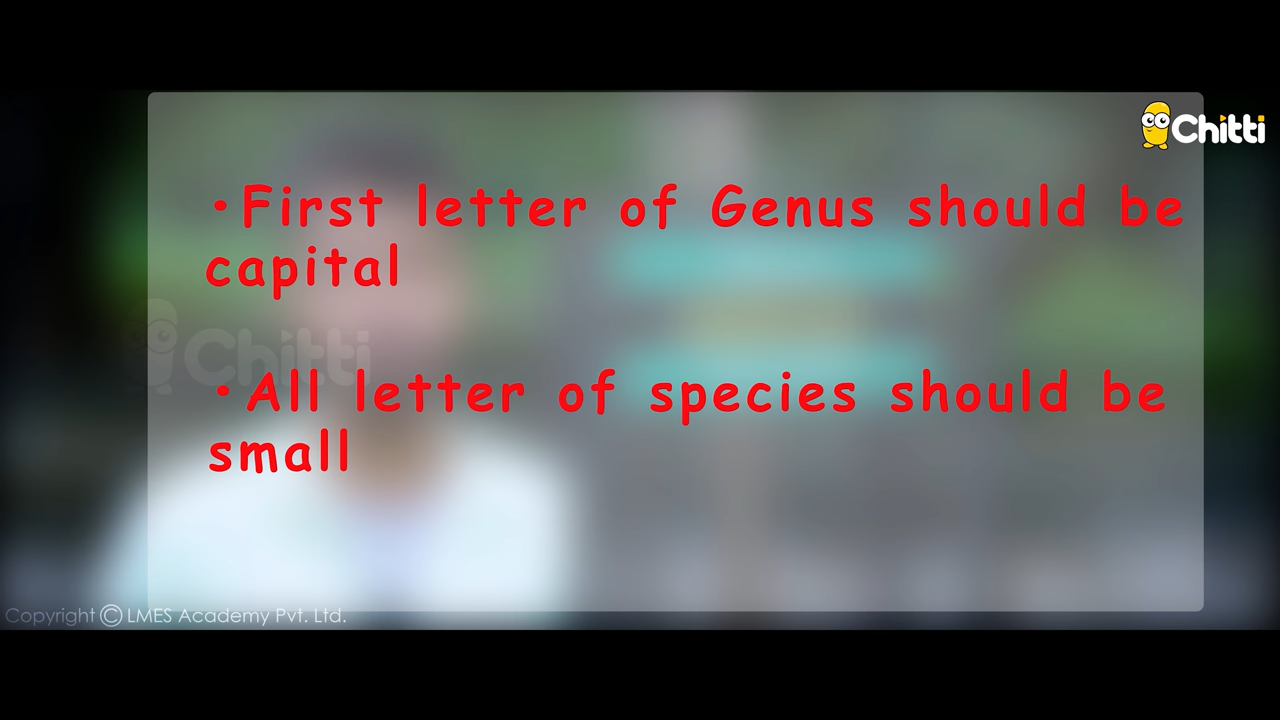 Chitti
•First letter of Genus should be
capital
Chitti
•All letter of species should be
small
Copyright © LMES Academy Pvt. Ltd.